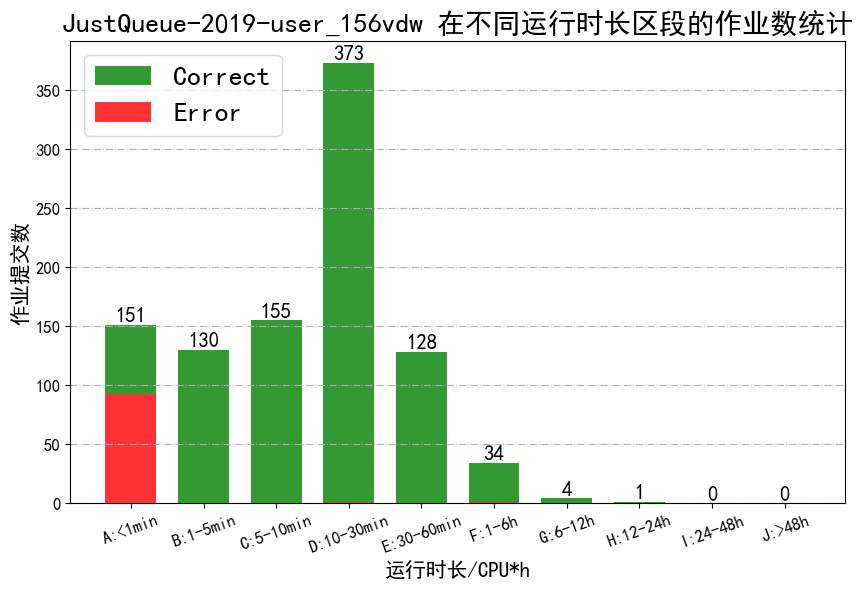 JustQueue-2019-user_156vdw 在不同运行时长区段的作业数统计
Correct
Error
作业提交数
350
300
250
200
150
100
50
0
151
130
155
373
128
34
4
1
0
0
A:<1min
B:1-5min
C:5-10min
D:10-30min
E:30-60min
F:1-6h
G:6-12h
H:12-24h
I:24-48h
J:>48h
运行时长/CPU*h